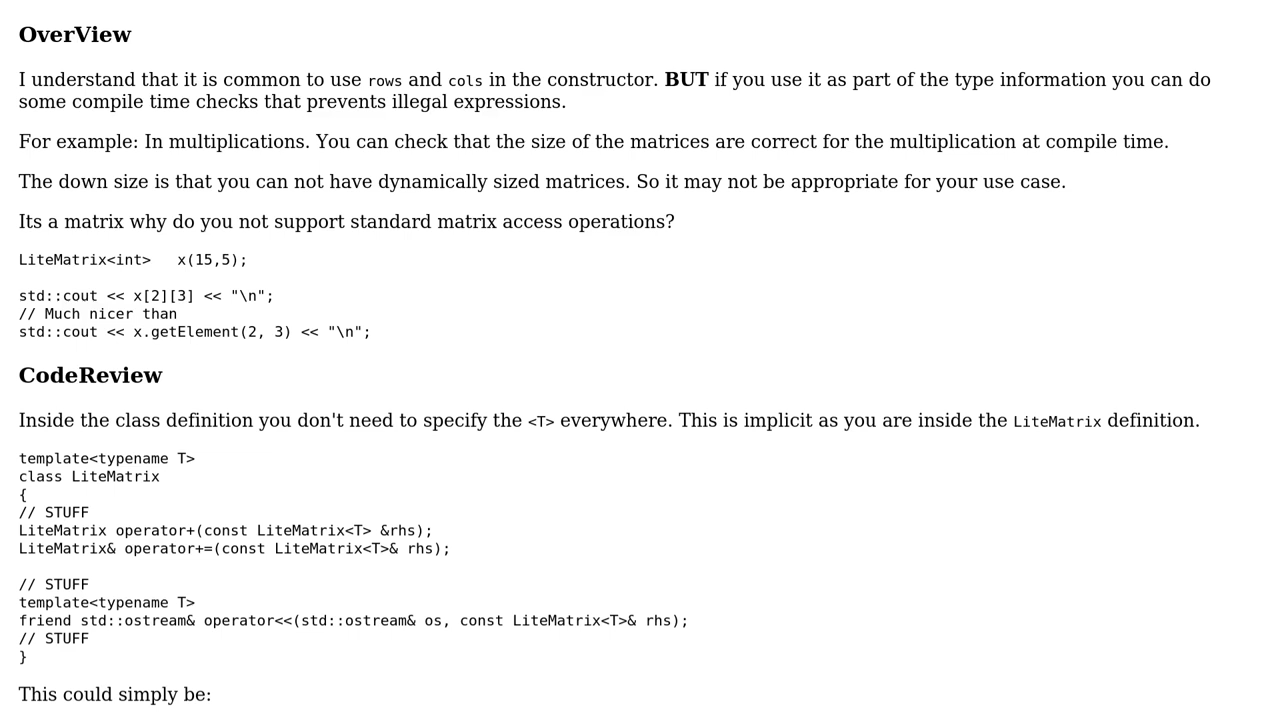 OverView
I understand that it is common to use rows and cols in the constructor. BUT if you use it as part of the type information you can do
some compile time checks that prevents illegal expressions.
For example: In multiplications. You can check that the size of the matrices are correct for the multiplication at compile time.
The down size is that you can not have dynamically sized matrices. So it may not be appropriate for your use case.
Its a matrix why do you not support standard matrix access operations?
LiteMatrix<int>   x(15,5);
std::cout << x[2][3] << "\n";
// Much nicer than
std::cout << x.getElement(2, 3) << "\n";
CodeReview
Inside the class definition you don't need to specify the <T> everywhere. This is implicit as you are inside the LiteMatrix definition.
template<typename T>
class LiteMatrix
{
// STUFF
LiteMatrix operator+(const LiteMatrix<T> &rhs);
LiteMatrix& operator+=(const LiteMatrix<T>& rhs);
// STUFF
template<typename T>
friend std::ostream& operator<<(std::ostream& os, const LiteMatrix<T>& rhs);
// STUFF
}
This could simply be: